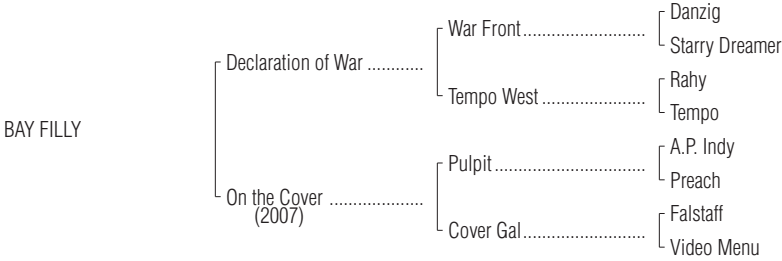 Danzig
War Front..............................
Starry Dreamer
Declaration of War ............
Rahy
Tempo West.........................
Tempo
BAY FILLY
A.P. Indy
Pulpit.....................................
Preach
On the Cover ......................
(2007)
Falstaff
Cover Gal..............................
Video Menu